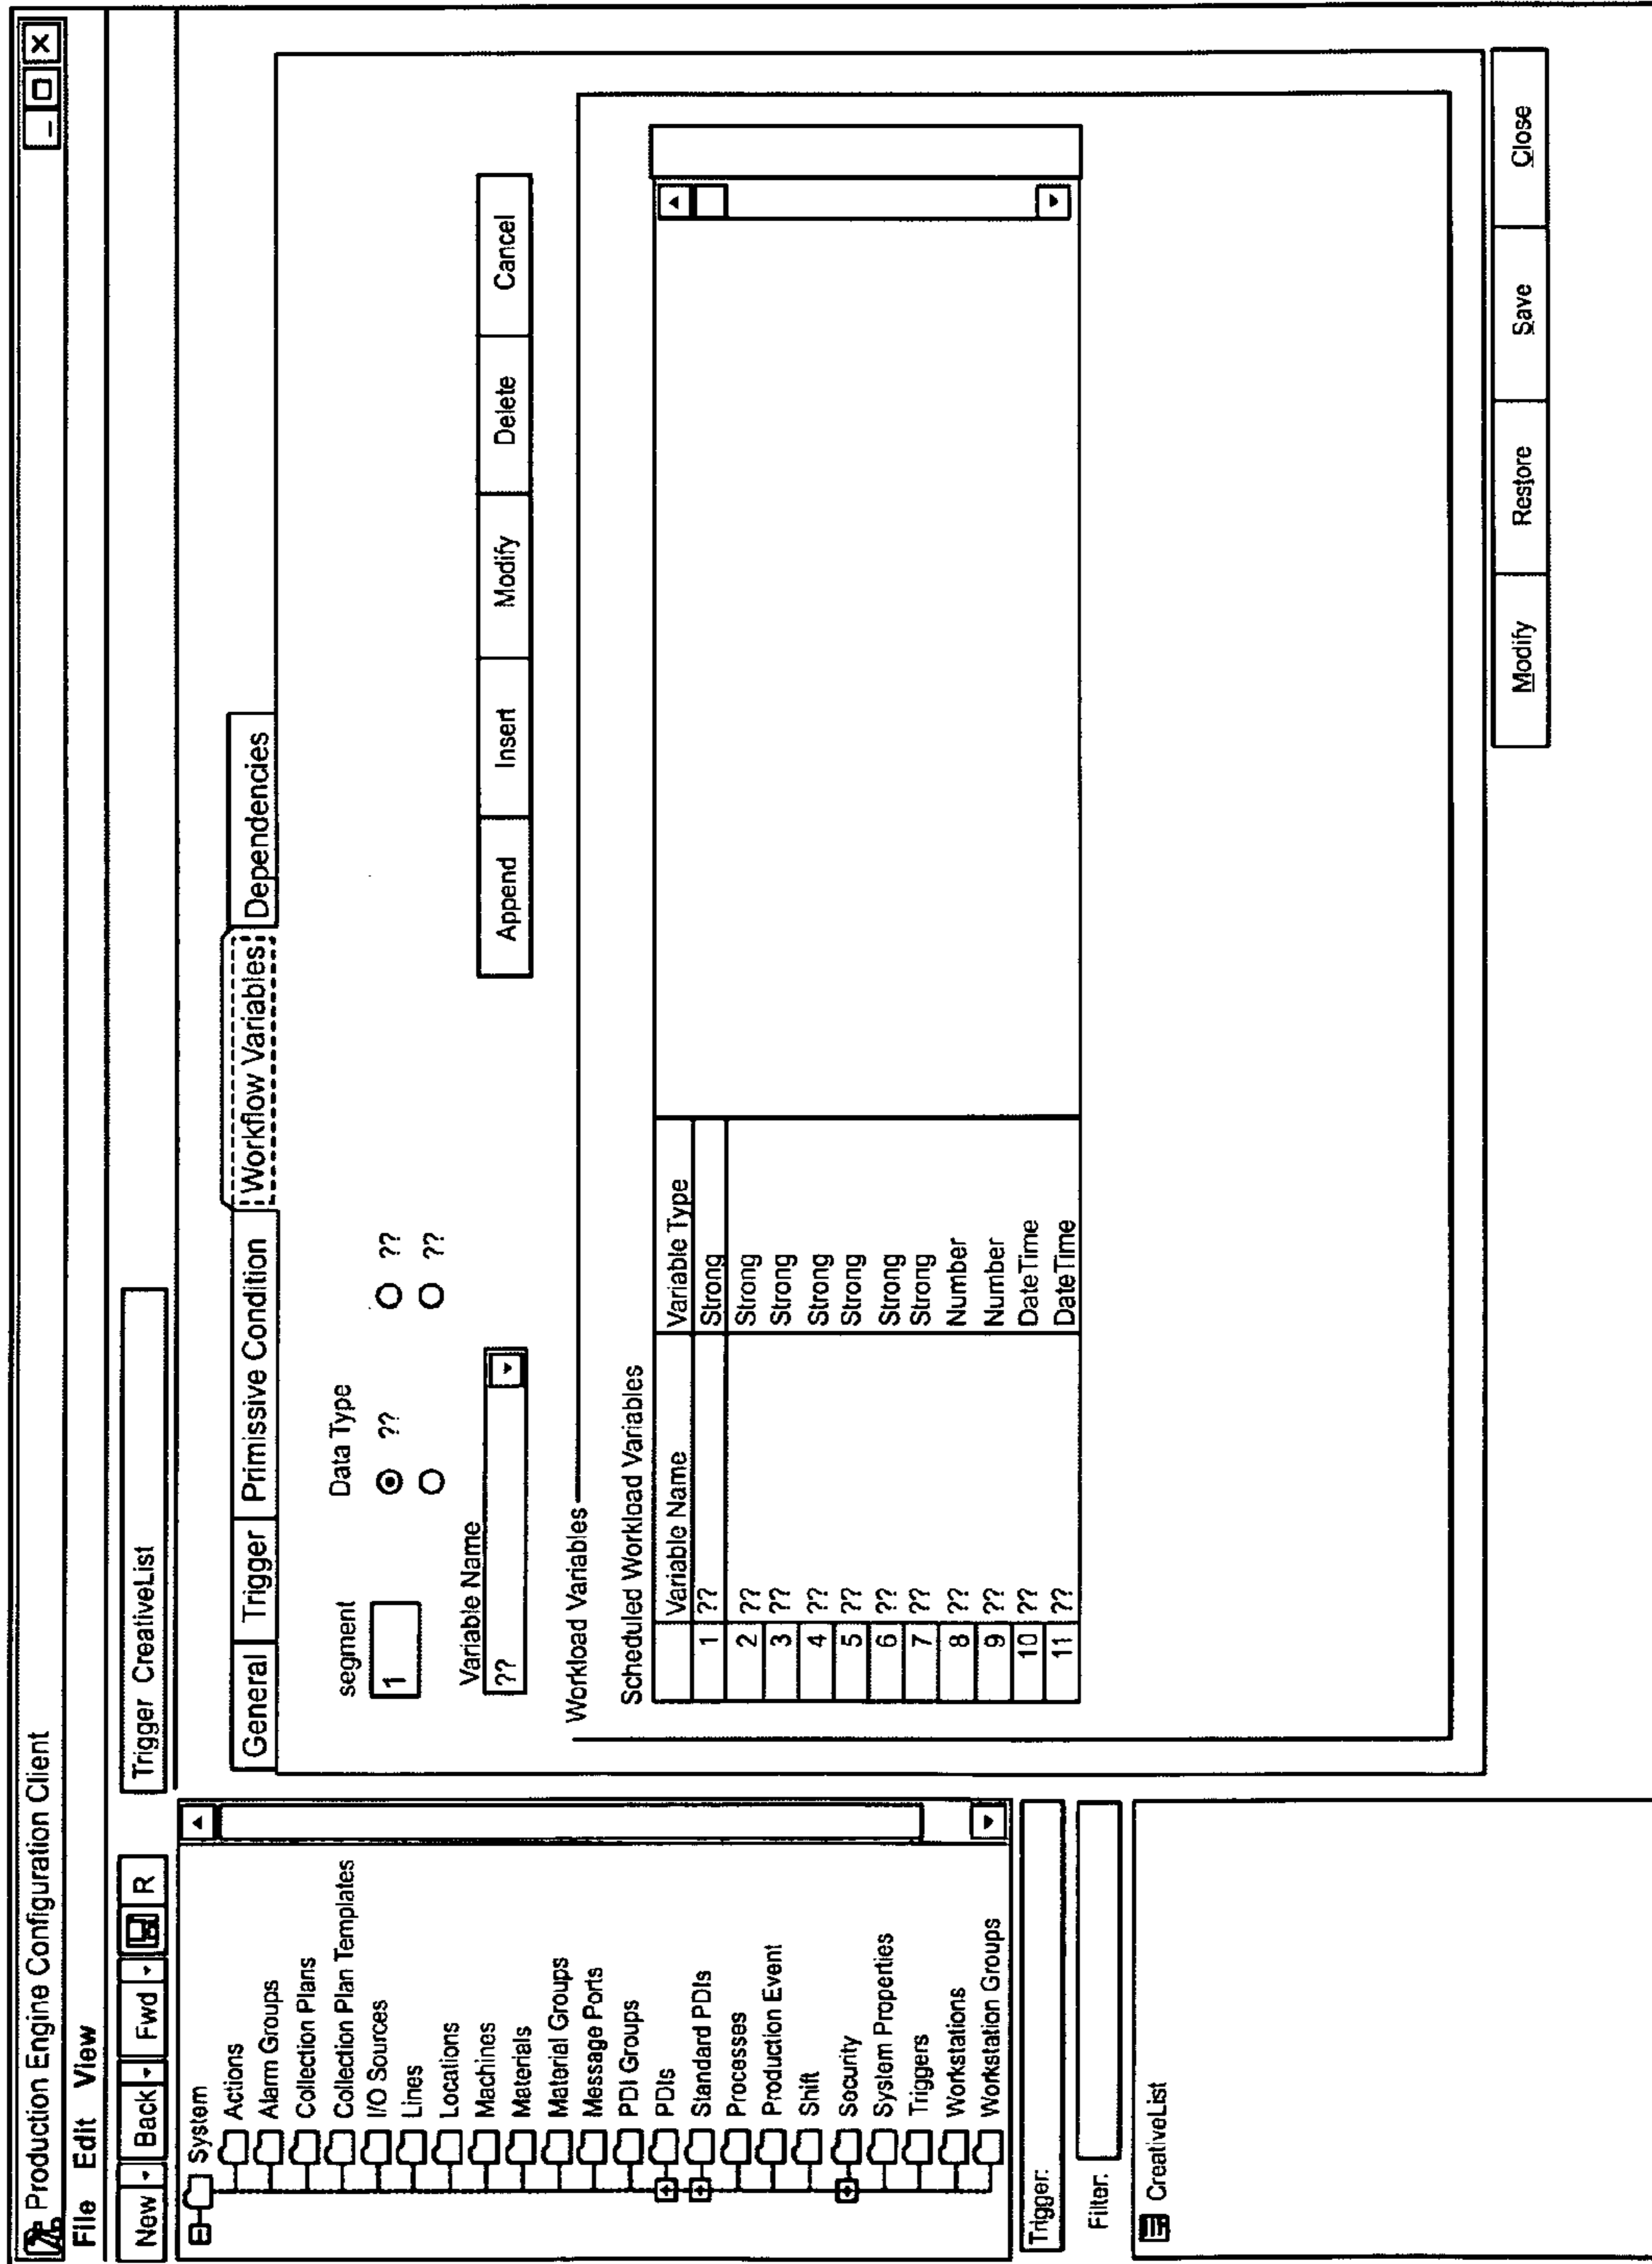 Production Engine Configuration Client
File Edit View
New Back Fwd R
Trigger CreativeList
System
Actions
Alarm Groups
Collection Plans
Collection Plan Templates
I/O Sources
Lines
Locations
Machines
Materials
Material Groups
Message Ports
PDI Groups
PDIs
Standard PDIs
Processes
Production Event
Shift
Security
System Properties
Triggers
Workstations
Workstation Groups
Trigger:
Filter:
CreativeList
General Trigger Primissive Condition Workflow Variables Dependencies
segment Data Type
1 ?? ??
??
Variable Name
??
Append Insert Modify Delete Cancel
Workload Variables
Scheduled Workload Variables
Variable Name Variable Type
1 ?? Strong
2 ?? Strong
3 ?? Strong
4 ?? Strong
5 ?? Strong
6 ?? Strong
7 ?? Strong
8 ?? Number
9 ?? Number
10 ?? DateTime
11 ?? DateTime
Modify Restore Save Close